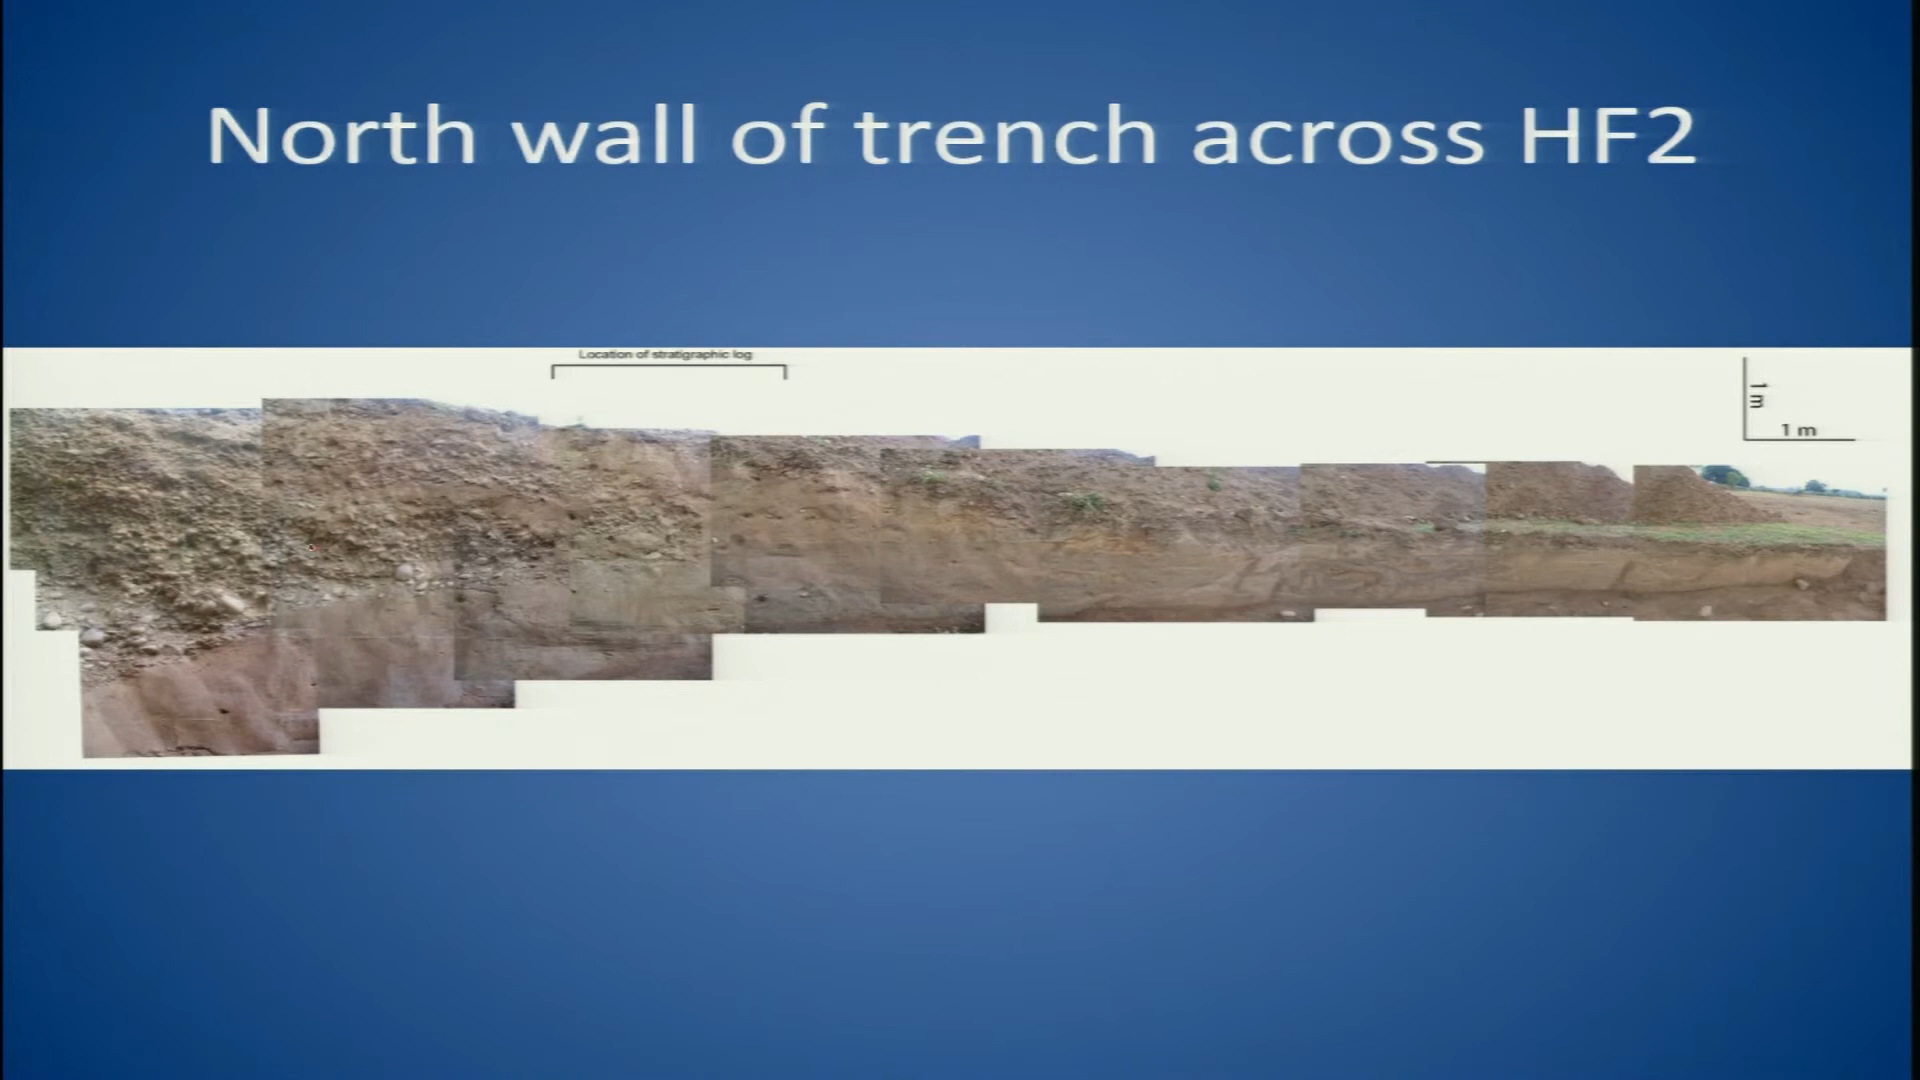 North wall of trench across HF2
Location of stratigraphic log
1 m
1 m